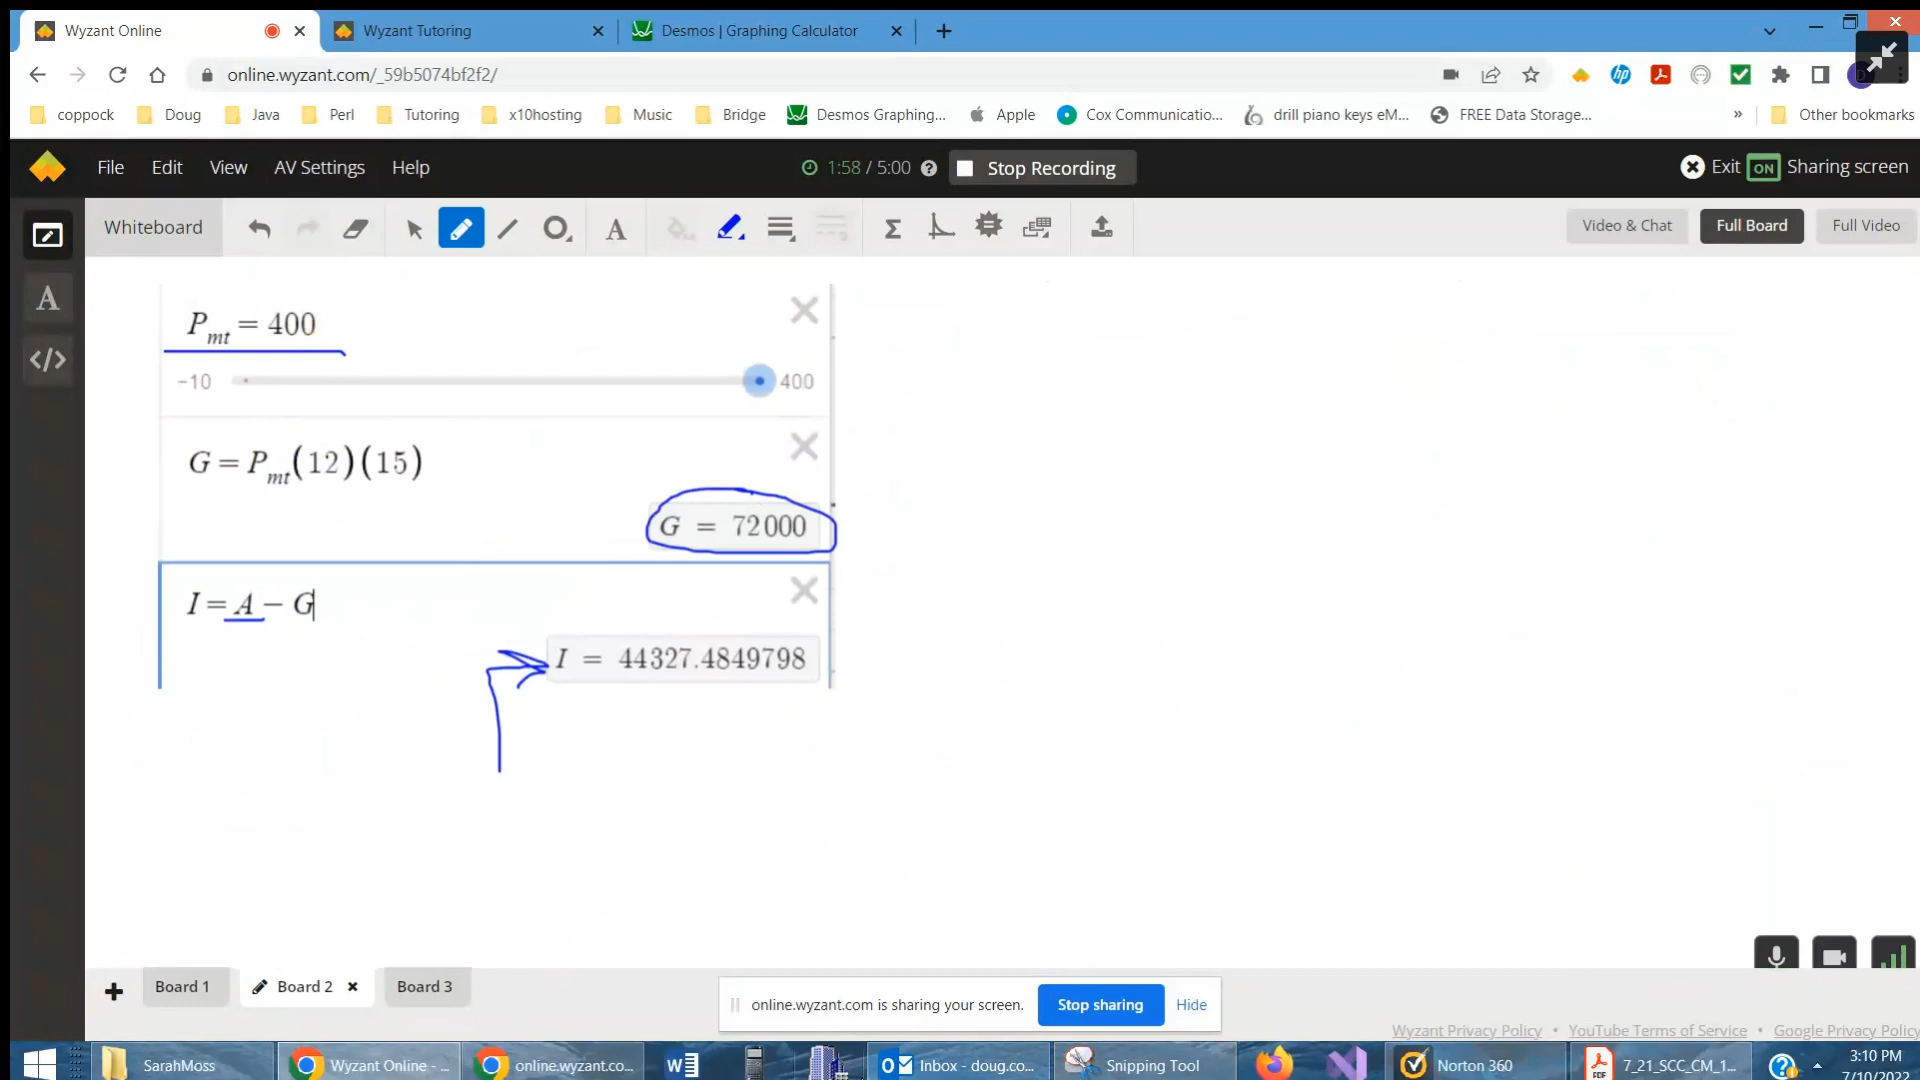 Wyzant Online
Wyzant Tutoring
Desmos | Graphing Calculator
online.wyzant.com/_59b5074bf2f2/
coppock Doug Java Perl Tutoring x10hosting Music Bridge Desmos Graphing... Apple Cox Communicatio... drill piano keys eM... FREE Data Storage... » Other bookmarks
File Edit View AV Settings Help 1:58 / 5:00 Stop Recording Exit ON Sharing screen
Whiteboard A Σ Video & Chat Full Board Full Video
A
</>
P_mt = 400
−10 400
G = P_mt(12)(15)
G = 72000
I = A − G
I = 44327.4849798
Board 1 Board 2 Board 3
online.wyzant.com is sharing your screen. Stop sharing Hide
Wyzant Privacy Policy • YouTube Terms of Service • Google Privacy Policy
SarahMoss Wyzant Online - ... online.wyzant.co... Inbox - doug.co... Snipping Tool Norton 360 7_21_SCC_CM_1... 3:10 PM
7/10/2022